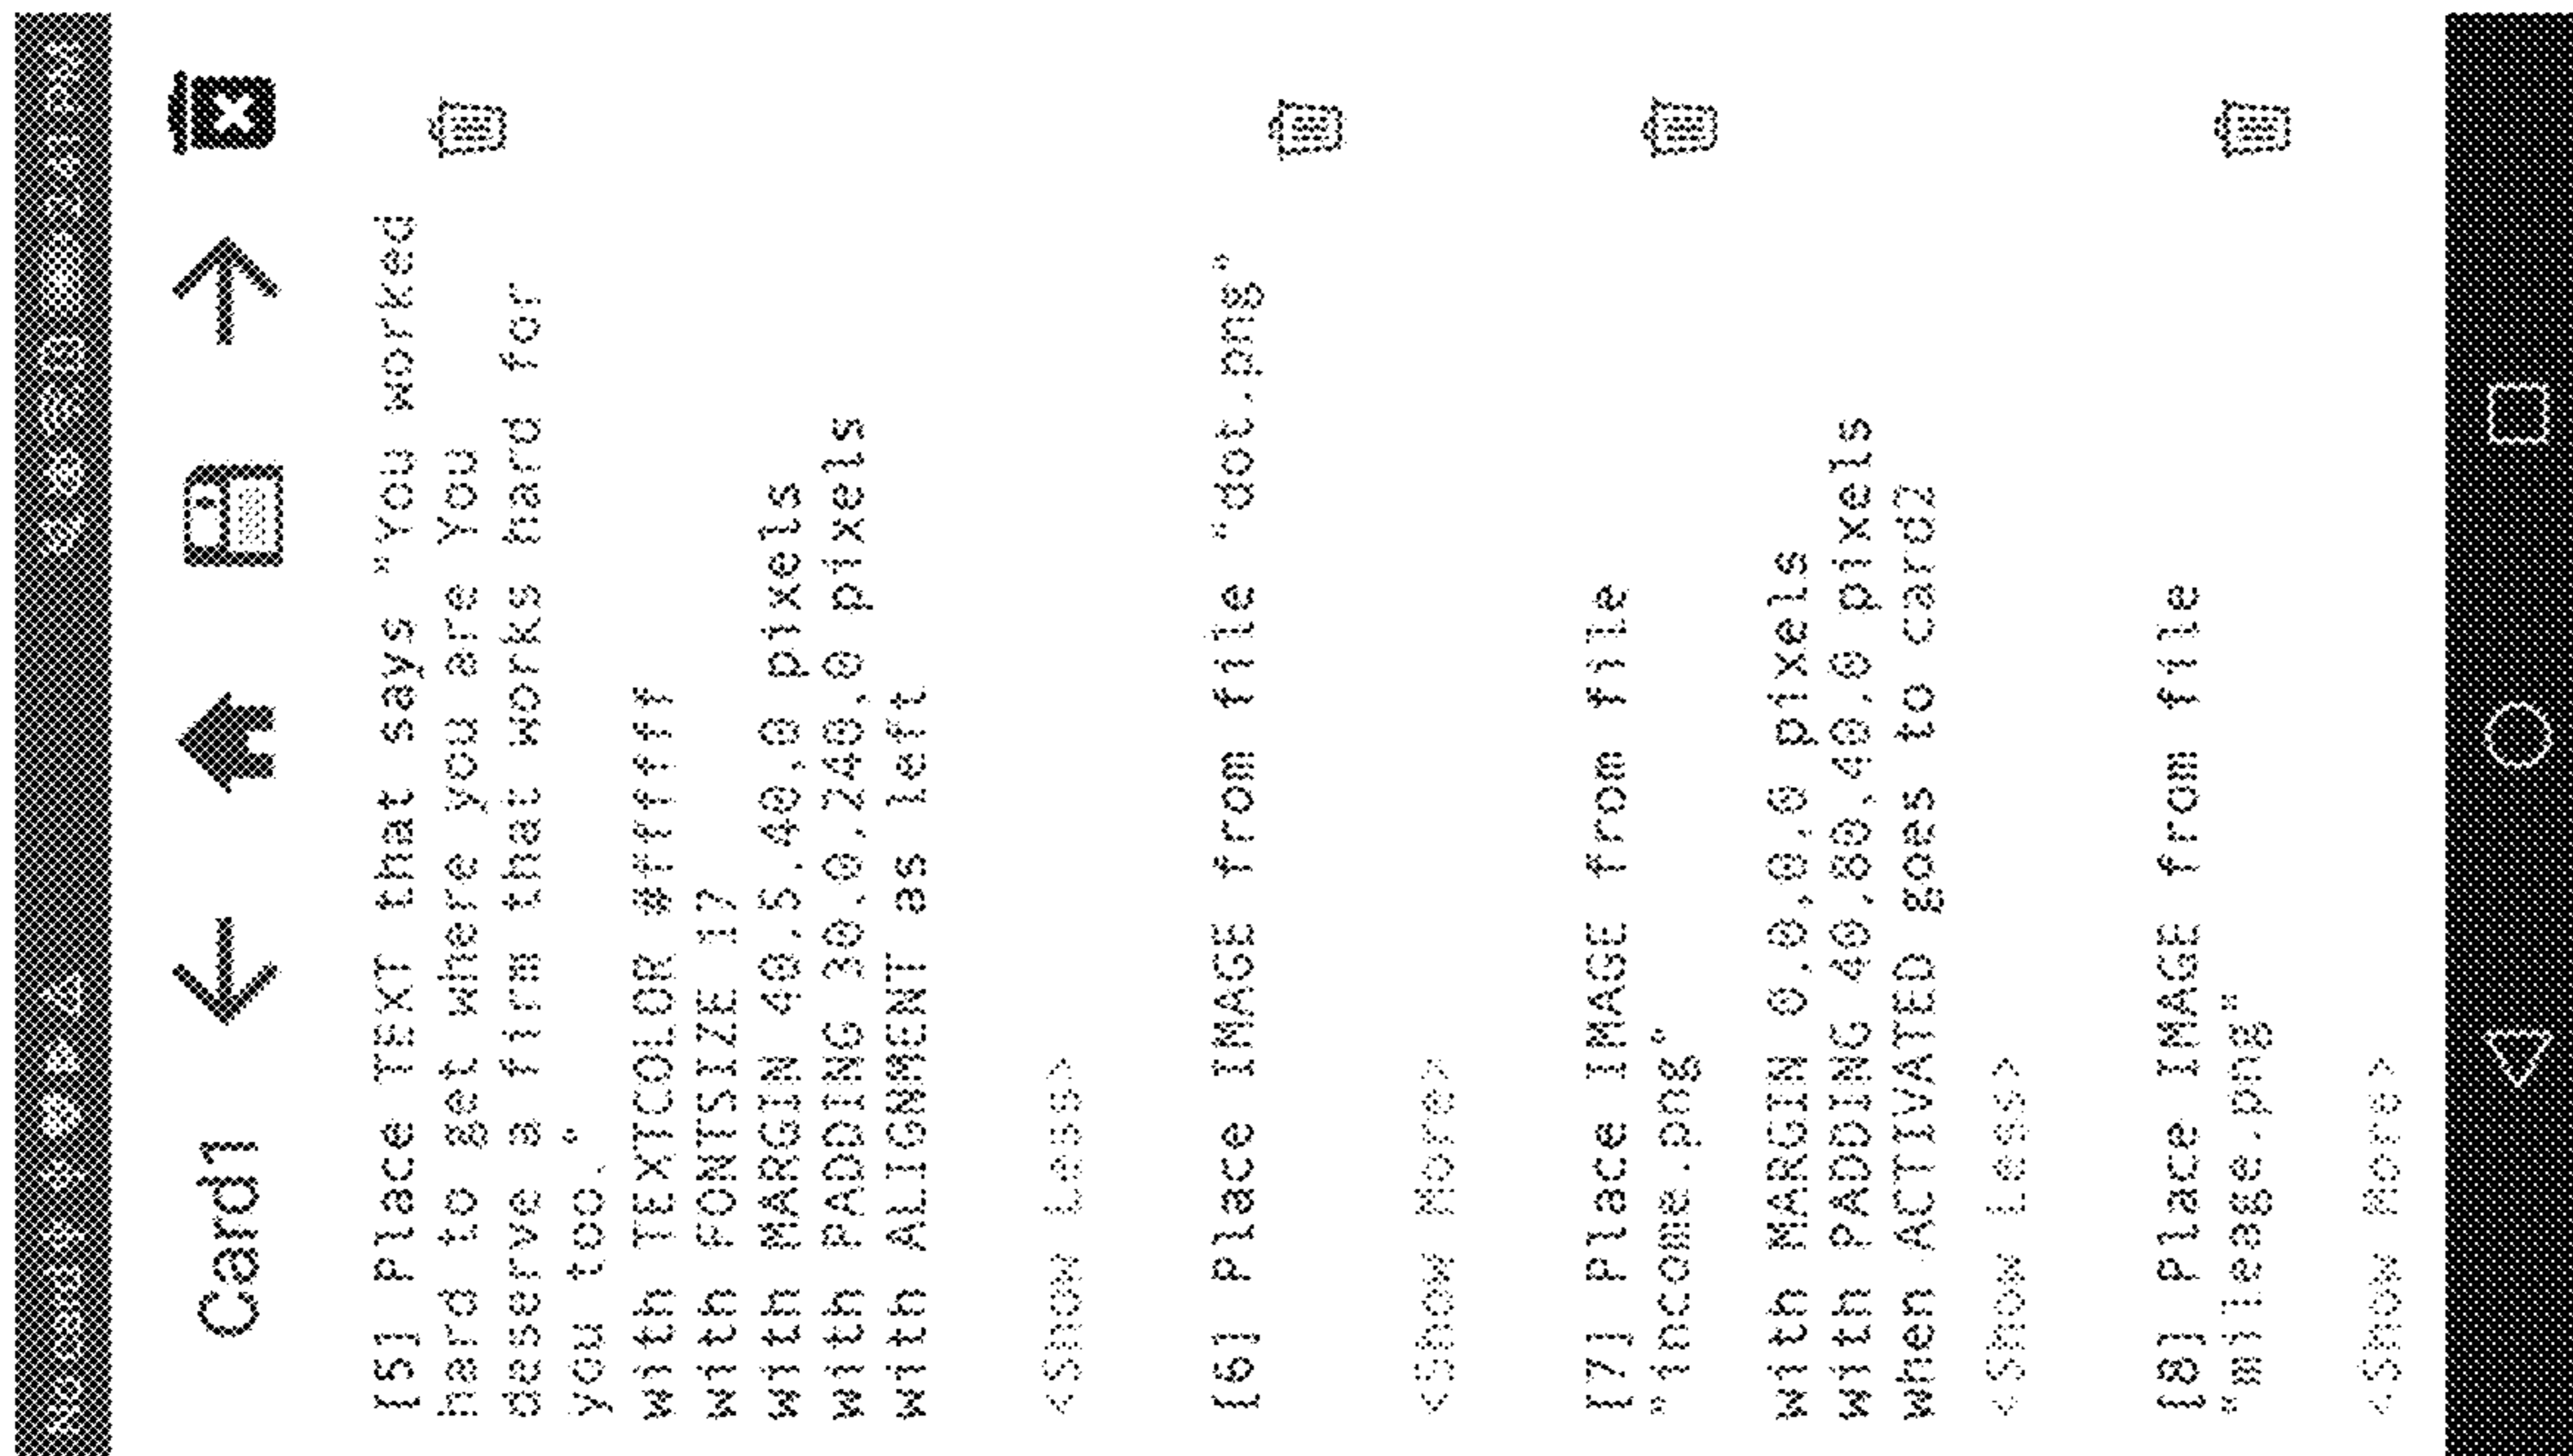 Card1
[5] Place TEXT that says "You worked
hard to get where you are You
deserve a firm that works hard for
you too."
with TEXTCOLOR #ffffff
with FONTSIZE 17
with MARGIN 40,5,40,0 pixels
with PADDING 30,0,240,0 pixels
with ALIGNMENT as left
<Show Less>
[6] Place IMAGE from file "dot.png"
<Show More>
[7] Place IMAGE from file
"income.png"
with MARGIN 0,0,0,0 pixels
with PADDING 40,80,40,0 pixels
when ACTIVATED goes to card2
<Show Less>
[8] Place IMAGE from file
"mileage.png"
<Show More>